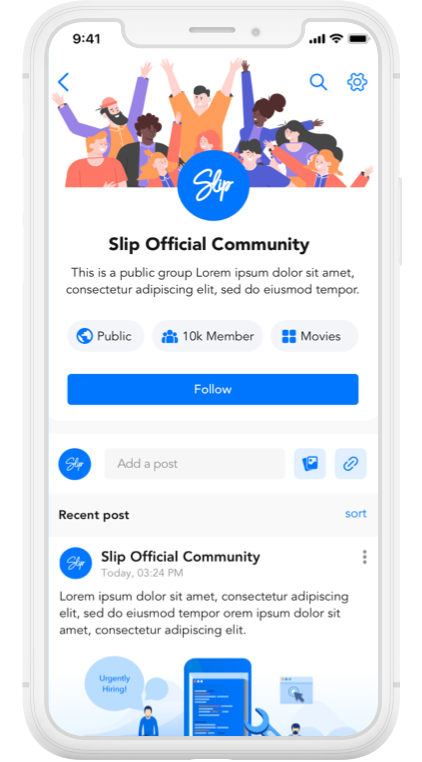 9:41
Slip
Slip Official Community
This is a public group Lorem ipsum dolor sit amet,
consectetur adipiscing elit, sed do eiusmod tempor.
Public
10k Member
Movies
Follow
Slip
Add a post
Recent post
sort
Slip
Slip Official Community
Today, 03:24 PM
Lorem ipsum dolor sit amet, consectetur adipiscing
elit, sed do eiusmod tempor orem ipsum dolor sit
amet, consectetur adipiscing elit.
Urgently
Hiring!